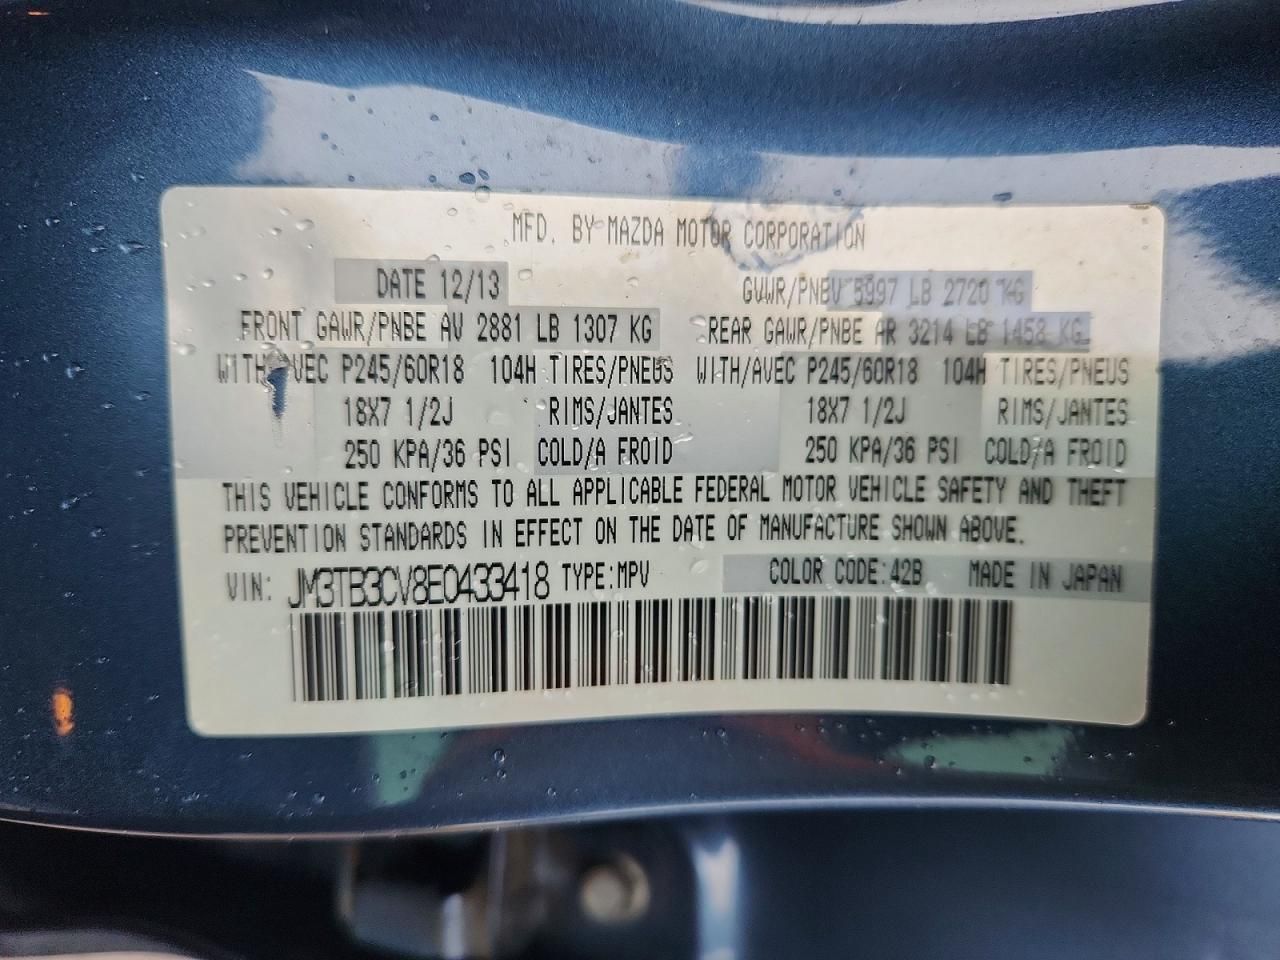 MFD. BY MAZDA MOTOR CORPORATION
DATE 12/13 GVWR/PNBV 5997 LB 2720 KG
FRONT GAWR/PNBE AV 2881 LB 1307 KG REAR GAWR/PNBE AR 3214 LB 1458 KG
WITH/AVEC P245/60R18 104H TIRES/PNEUS WITH/AVEC P245/60R18 104H TIRES/PNEUS
18X7 1/2J RIMS/JANTES 18X7 1/2J RIMS/JANTES
250 KPA/36 PSI COLD/A FROID 250 KPA/36 PSI COLD/A FROID
THIS VEHICLE CONFORMS TO ALL APPLICABLE FEDERAL MOTOR VEHICLE SAFETY AND THEFT
PREVENTION STANDARDS IN EFFECT ON THE DATE OF MANUFACTURE SHOWN ABOVE.
VIN: JM3TB3CV8E0433418 TYPE:MPV COLOR CODE:42B MADE IN JAPAN